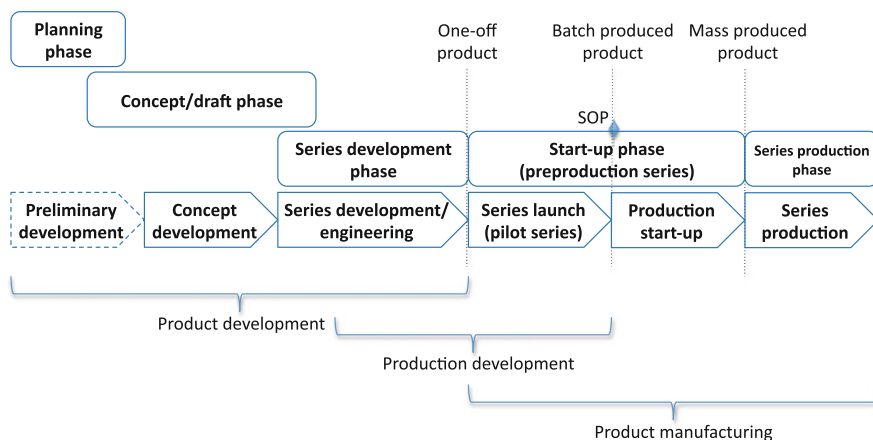 Planning
phase
One-off
product
Batch produced
product
Mass produced
product
Concept/draft phase
SOP
Series development
phase
Start-up phase
(preproduction series)
Series production
phase
Preliminary
development
Concept
development
Series development/
engineering
Series launch
(pilot series)
Production
start-up
Series
production
Product development
Production development
Product manufacturing